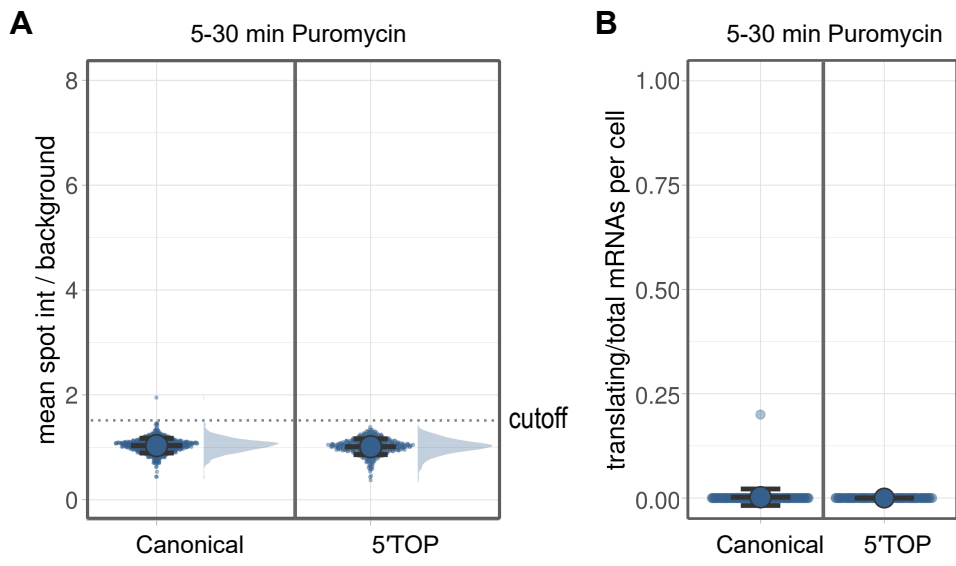 A
5-30 min Puromycin
mean spot int / background
8
6
4
2
0
cutoff
Canonical
5'TOP
B
5-30 min Puromycin
translating/total mRNAs per cell
1.00
0.75
0.50
0.25
0.00
Canonical
5'TOP